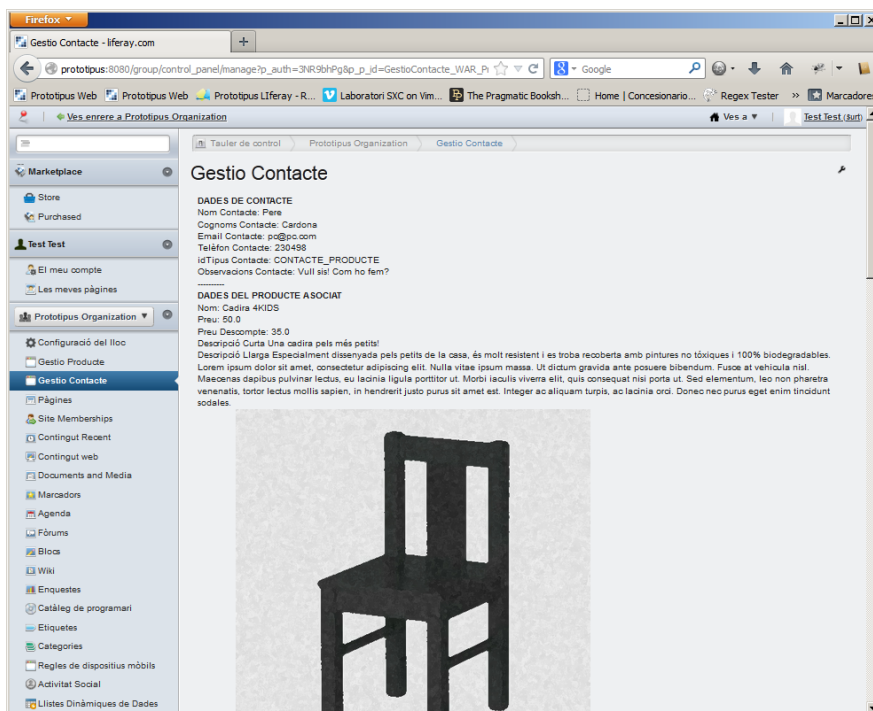 Firefox
Gestio Contacte - liferay.com
+
prototipus:8080/group/control_panel/manage?p_auth=3NR9bhPg&p_p_id=GestioContacte_WAR_P
Google
Prototipus Web
Prototipus Web
Prototipus LIferay - R...
Laboratori SXC on Vim...
The Pragmatic Booksh...
Home | Concesionario...
Regex Tester
»
Marcadores
Ves enrere a Prototipus Organization
Ves a
Test Test (Surt)
Tauler de control
Prototipus Organization
Gestio Contacte
Marketplace
Store
Purchased
Test Test
El meu compte
Les meves pàgines
Prototipus Organization
Configuració del lloc
Gestio Producte
Gestio Contacte
Pàgines
Site Memberships
Contingut Recent
Contingut web
Documents and Media
Marcadors
Agenda
Fòrums
Blocs
Wiki
Enquestes
Catàleg de programari
Etiquetes
Categories
Regles de dispositius mòbils
Activitat Social
Llistes Dinàmiques de Dades
Gestio Contacte
DADES DE CONTACTE
Nom Contacte: Pere
Cognoms Contacte: Cardona
Email Contacte: pc@pc.com
Telèfon Contacte: 230498
idTipus Contacte: CONTACTE_PRODUCTE
Observacions Contacte: Vull sis! Com ho fem?
----------
DADES DEL PRODUCTE ASOCIAT
Nom: Cadira 4KIDS
Preu: 50.0
Preu Descompte: 35.0
Descripció Curta Una cadira pels més petits!
Descripció Llarga Especialment dissenyada pels petits de la casa, és molt resistent i es troba recoberta amb pintures no tòxiques i 100% biodegradables.
Lorem ipsum dolor sit amet, consectetur adipiscing elit. Nulla vitae ipsum massa. Ut dictum gravida ante posuere bibendum. Fusce at vehicula nisl.
Maecenas dapibus pulvinar lectus, eu lacinia ligula porttitor ut. Morbi iaculis viverra elit, quis consequat nisi porta ut. Sed elementum, leo non pharetra
venenatis, tortor lectus mollis sapien, in hendrerit justo purus sit amet est. Integer ac aliquam turpis, ac lacinia orci. Donec nec purus eget enim tincidunt
sodales.